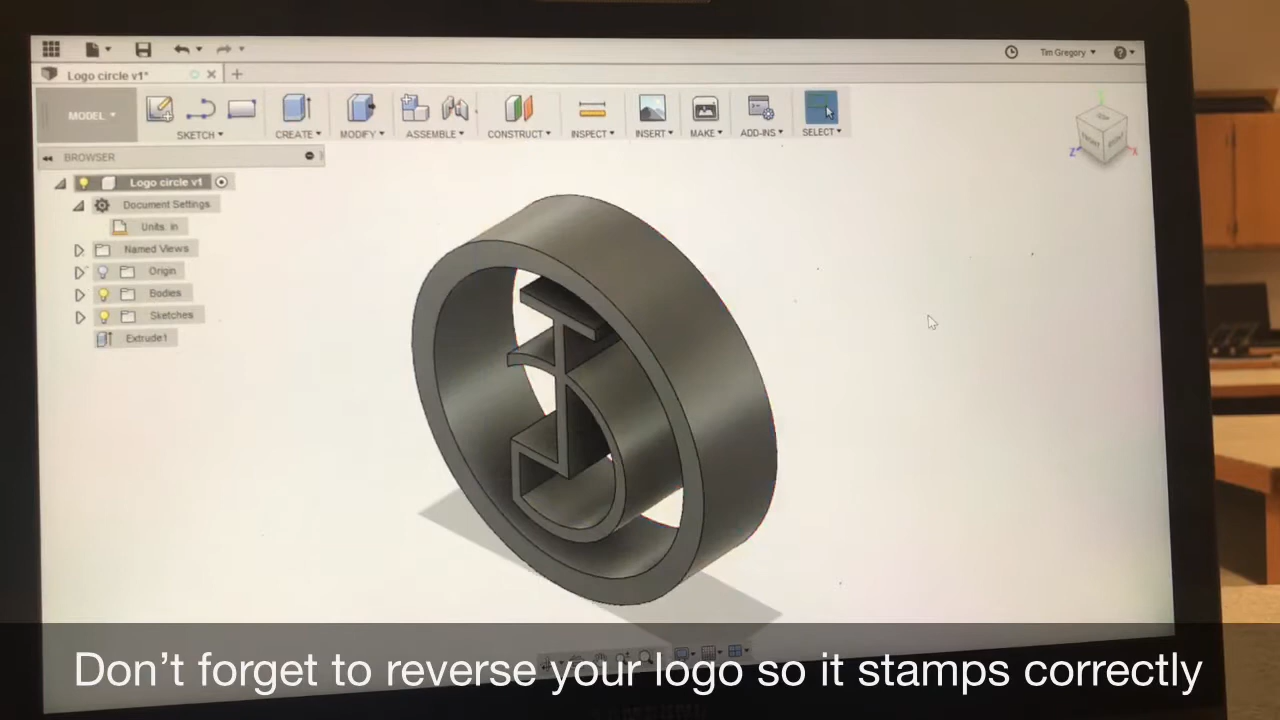 Tim Gregory
Logo circle v1*
MODEL
SKETCH
CREATE
MODIFY
ASSEMBLE
CONSTRUCT
INSPECT
INSERT
MAKE
ADD-INS
SELECT
FRONT
Z
X
BROWSER
Logo circle v1
Document Settings
Units: in
Named Views
Origin
Bodies
Sketches
Extrude1
Don't forget to reverse your logo so it stamps correctly